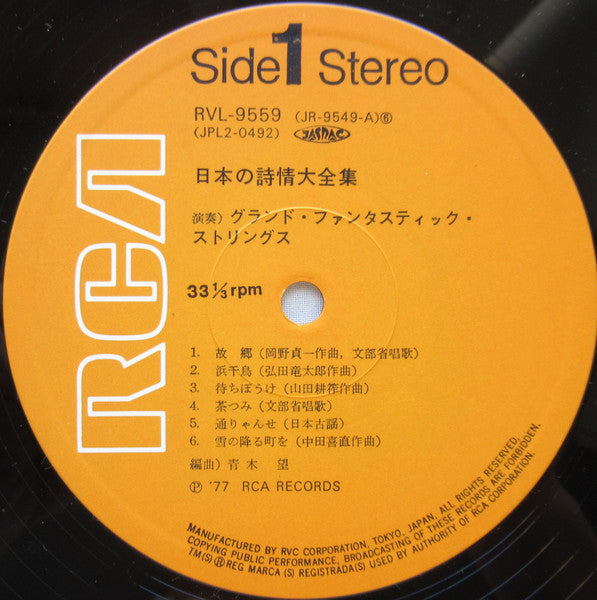 Side 1 Stereo
RVL-9559 (JR-9549-A)⑥
(JPL2-0492) JASRAC
RCA
日本の詩情大全集
演奏) グランド・ファンタスティック・
ストリングス
33 1/3 rpm
1. 故 郷 (岡野貞一作曲, 文部省唱歌)
2. 浜千鳥 (弘田竜太郎作曲)
3. 待ちぼうけ (山田耕筰作曲)
4. 茶つみ (文部省唱歌)
5. 通りゃんせ (日本古謡)
6. 雪の降る町を (中田喜直作曲)
編曲) 青 木 望
Ⓟ '77 RCA RECORDS
MANUFACTURED BY RVC CORPORATION, TOKYO, JAPAN. ALL RIGHTS RESERVED.
COPYING PUBLIC PERFORMANCE, BROADCASTING OF THESE RECORDS ARE FORBIDDEN.
TM(S) ® REG MARCA(S) REGISTRADA(S) USED BY AUTHORITY OF RCA CORPORATION.